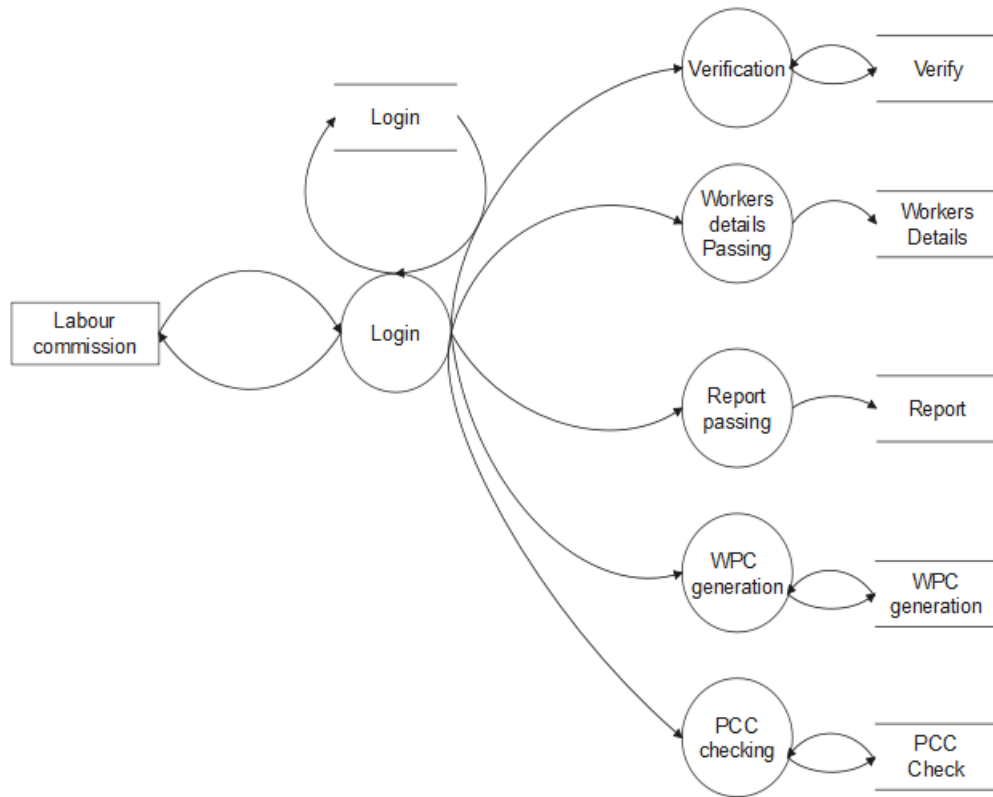 Verification
Verify
Login
Workers
details
Passing
Workers
Details
Labour
commission
Login
Report
passing
Report
WPC
generation
WPC
generation
PCC
checking
PCC
Check